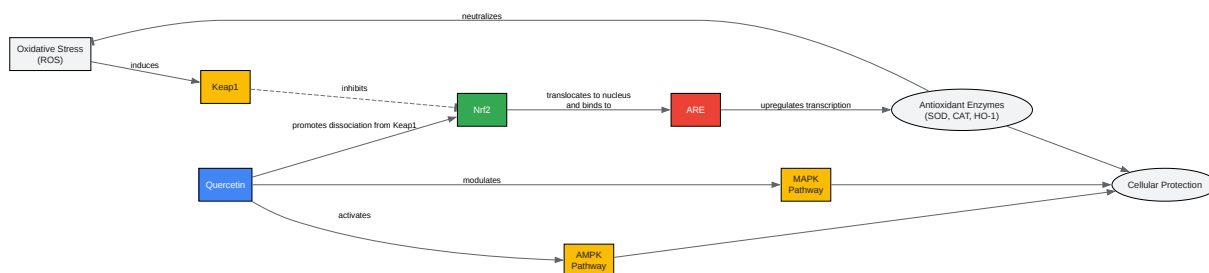 neutralizes
Oxidative Stress
(ROS)
induces
Keap1
inhibits
Nrf2
translocates to nucleus
and binds to
ARE
upregulates transcription
Antioxidant Enzymes
(SOD, CAT, HO-1)
promotes dissociation from Keap1
Quercetin
modulates
MAPK
Pathway
Cellular Protection
activates
AMPK
Pathway